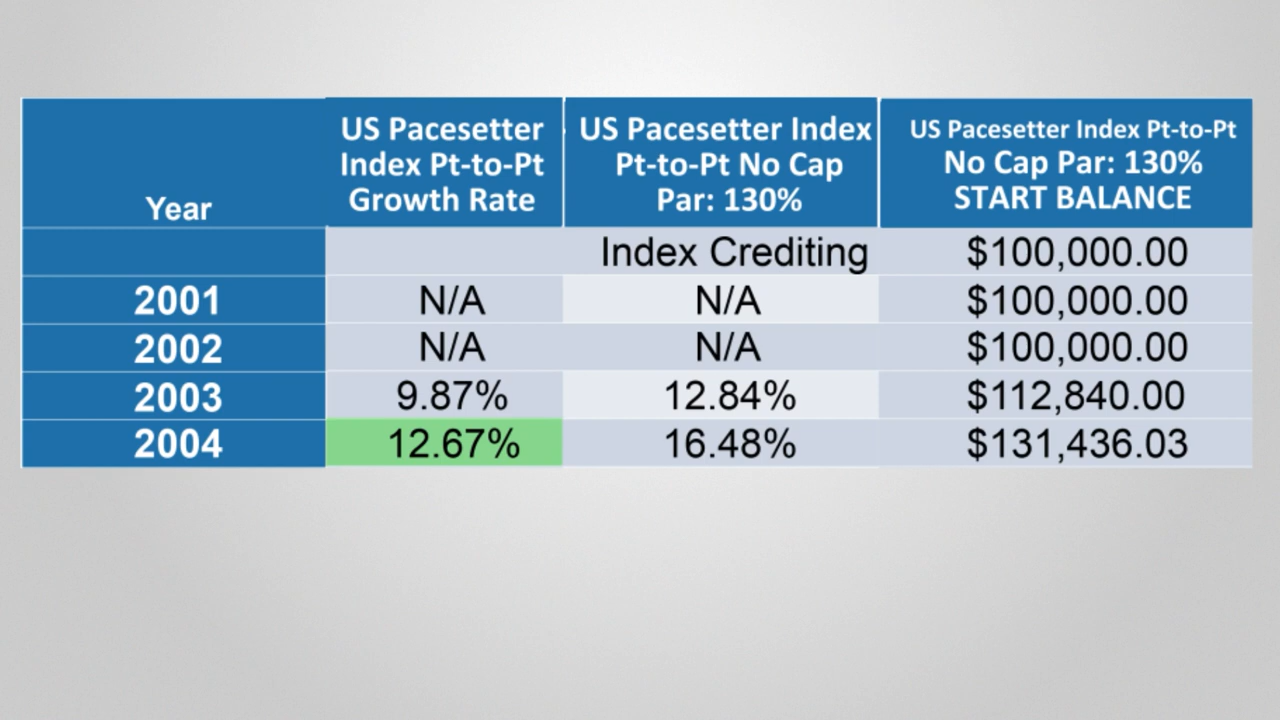 Year
US Pacesetter
Index Pt-to-Pt
Growth Rate
US Pacesetter Index
Pt-to-Pt No Cap
Par: 130%
US Pacesetter Index Pt-to-Pt
No Cap Par: 130%
START BALANCE
Index Crediting $100,000.00
2001 N/A N/A $100,000.00
2002 N/A N/A $100,000.00
2003 9.87% 12.84% $112,840.00
2004 12.67% 16.48% $131,436.03